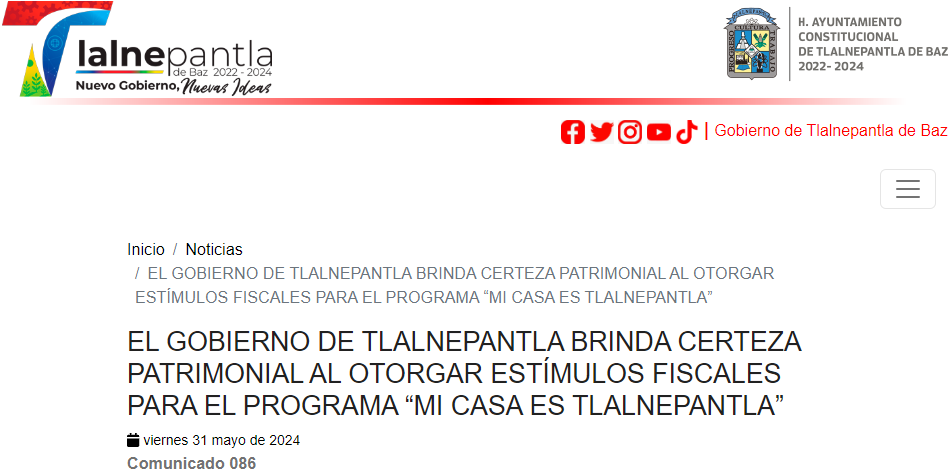 Tlalnepantla
de Baz 2022 - 2024
Nuevo Gobierno, Nuevas Ideas
PROGRESO CULTURA TRABAJO
H. AYUNTAMIENTO
CONSTITUCIONAL
DE TLALNEPANTLA DE BAZ
2022- 2024
| Gobierno de Tlalnepantla de Baz
Inicio / Noticias
/ EL GOBIERNO DE TLALNEPANTLA BRINDA CERTEZA PATRIMONIAL AL OTORGAR
ESTÍMULOS FISCALES PARA EL PROGRAMA “MI CASA ES TLALNEPANTLA”
EL GOBIERNO DE TLALNEPANTLA BRINDA CERTEZA
PATRIMONIAL AL OTORGAR ESTÍMULOS FISCALES
PARA EL PROGRAMA “MI CASA ES TLALNEPANTLA”
viernes 31 mayo de 2024
Comunicado 086